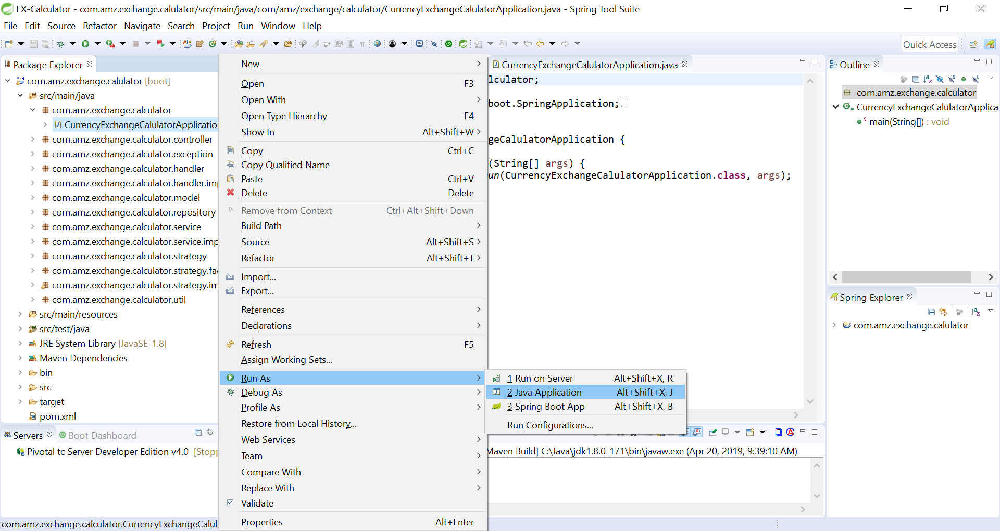 FX-Calculator - com.amz.exchange.calulator/src/main/java/com/amz/exchange/calculator/CurrencyExchangeCalulatorApplication.java - Spring Tool Suite
File Edit Source Refactor Navigate Search Project Run Window Help
Quick Access
Package Explorer
com.amz.exchange.calulator [boot]
src/main/java
com.amz.exchange.calculator
CurrencyExchangeCalulatorApplicatio
com.amz.exchange.calculator.controller
com.amz.exchange.calculator.exception
com.amz.exchange.calculator.handler
com.amz.exchange.calculator.handler.imp
com.amz.exchange.calculator.model
com.amz.exchange.calculator.repository
com.amz.exchange.calculator.service
com.amz.exchange.calculator.service.imp
com.amz.exchange.calculator.strategy
com.amz.exchange.calculator.strategy.fac
com.amz.exchange.calculator.strategy.im
com.amz.exchange.calculator.util
src/main/resources
src/test/java
JRE System Library [JavaSE-1.8]
Maven Dependencies
bin
src
target
pom.xml
Servers
Boot Dashboard
Pivotal tc Server Developer Edition v4.0 [Stopp
com.amz.exchange.calculator.CurrencyExchangeCalu
New
Open F3
Open With
Open Type Hierarchy F4
Show In Alt+Shift+W
Copy Ctrl+C
Copy Qualified Name
Paste Ctrl+V
Delete Delete
Remove from Context Ctrl+Alt+Shift+Down
Build Path
Source Alt+Shift+S
Refactor Alt+Shift+T
Import...
Export...
References
Declarations
Refresh F5
Assign Working Sets...
Run As
Debug As
Profile As
Restore from Local History...
Web Services
Team
Compare With
Replace With
Validate
Properties Alt+Enter
1 Run on Server Alt+Shift+X, R
2 Java Application Alt+Shift+X, J
3 Spring Boot App Alt+Shift+X, B
Run Configurations...
CurrencyExchangeCalulatorApplication.java
lculator;
boot.SpringApplication;
geCalulatorApplication {
(String[] args) {
un(CurrencyExchangeCalulatorApplication.class, args);
Maven Build] C:\Java\jdk1.8.0_171\bin\javaw.exe (Apr 20, 2019, 9:39:10 AM)
Outline
com.amz.exchange.calculator
CurrencyExchangeCalulatorApplica
main(String[]) : void
Spring Explorer
com.amz.exchange.calulator